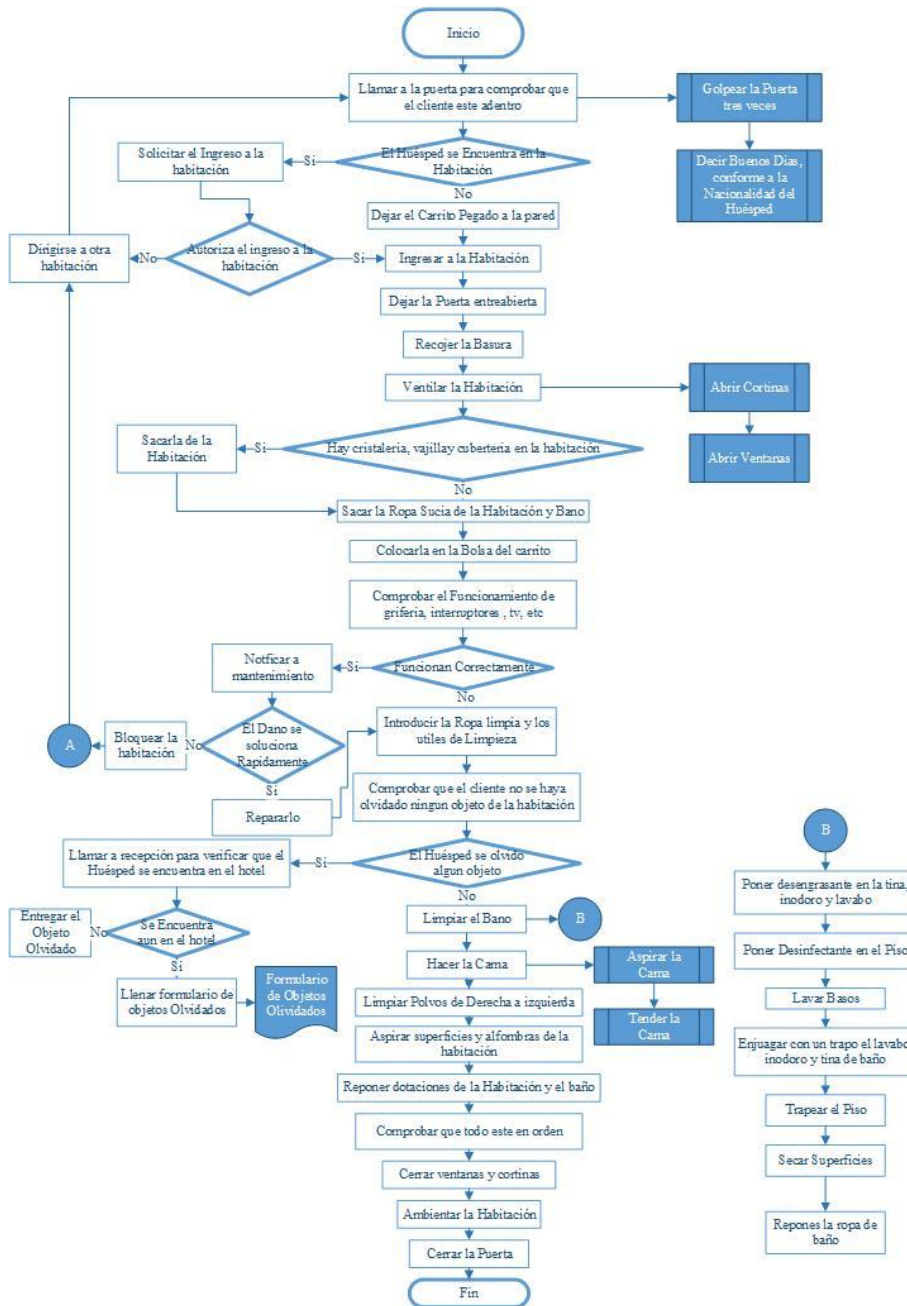 Inicio
Llamar a la puerta para comprobar que
el cliente este adentro
Golpear la Puerta
tres veces
Decir Buenos Dias,
conforme a la
Nacionalidad del
Huésped
Solicitar el Ingreso a la
habitación
Sí
El Huésped se Encuentra en la
Habitación
No
Dejar el Carrito Pegado a la pared
Dirigirse a otra
habitación
No
Autoriza el ingreso a la
habitación
Sí
Ingresar a la Habitación
Dejar la Puerta entreabierta
Recojer la Basura
Ventilar la Habitación
Abrir Cortinas
Abrir Ventanas
Sacarla de la
Habitación
Sí
Hay cristaleria, vajillay cuberteria en la habitación
No
Sacar la Ropa Sucia de la Habitación y Bano
Colocarla en la Bolsa del carrito
Comprobar el Funcionamiento de
griferia, interruptores , tv, etc
Notficar a
mantenimiento
Sí
Funcionan Correctamente
No
A
Bloquear la
habitación
No
El Dano se
soluciona
Rapidamente
Sí
Repararlo
Introducir la Ropa limpia y los
utiles de Limpieza
Comprobar que el cliente no se haya
olvidado ningun objeto de la habitación
Llamar a recepción para verificar que el
Huésped se encuentra en el hotel
Sí
El Huésped se olvido
algun objeto
No
Entregar el
Objeto
Olvidado
No
Se Encuentra
aun en el hotel
Sí
Llenar formulario de
objetos Olvidados
Formulario
de Objetos
Olividados
Limpiar el Bano
B
Hacer la Cama
Aspirar la
Cama
Tender la
Cama
Limpiar Polvos de Derecha a izquierda
Aspirar superficies y alfombras de la
habitación
Reponer dotaciones de la Habitación y el baño
Comprobar que todo este en orden
Cerrar ventanas y cortinas
Ambientar la Habitación
Cerrar la Puerta
Fin
B
Poner desengrasante en la tina,
inodoro y lavabo
Poner Desinfectante en el Piso
Lavar Basos
Enjuagar con un trapo el lavabo
inodoro y tina de baño
Trapear el Piso
Secar Superficies
Repones la ropa de
baño